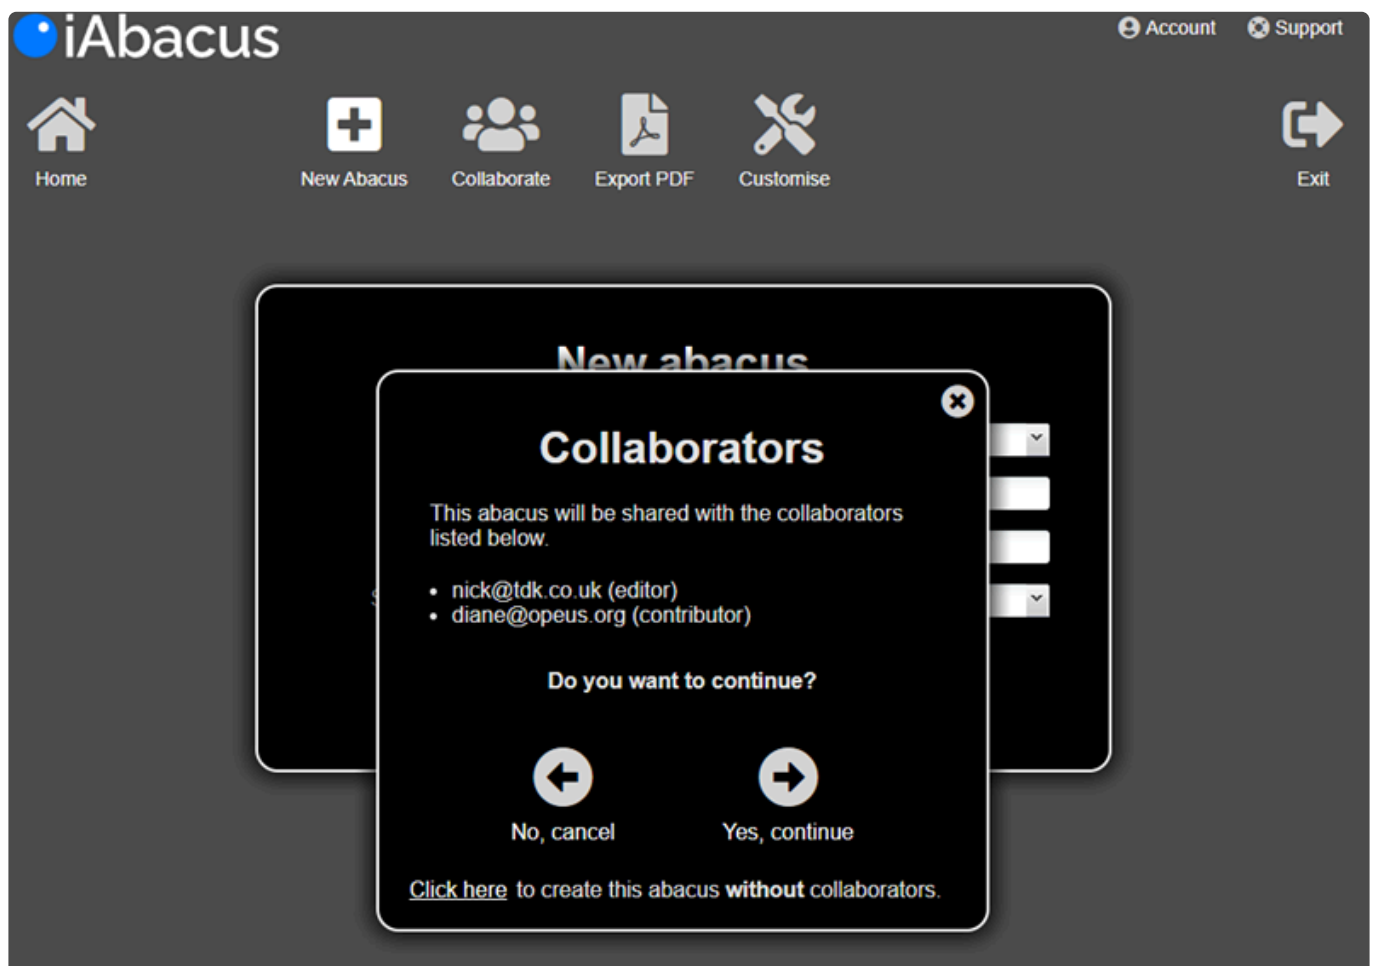 iAbacus
Account
Support
Home
New Abacus
Collaborate
Export PDF
Customise
Exit
New abacus
Collaborators
This abacus will be shared with the collaborators
listed below.
• nick@tdk.co.uk (editor)
• diane@opeus.org (contributor)
Do you want to continue?
No, cancel
Yes, continue
Click here to create this abacus without collaborators.